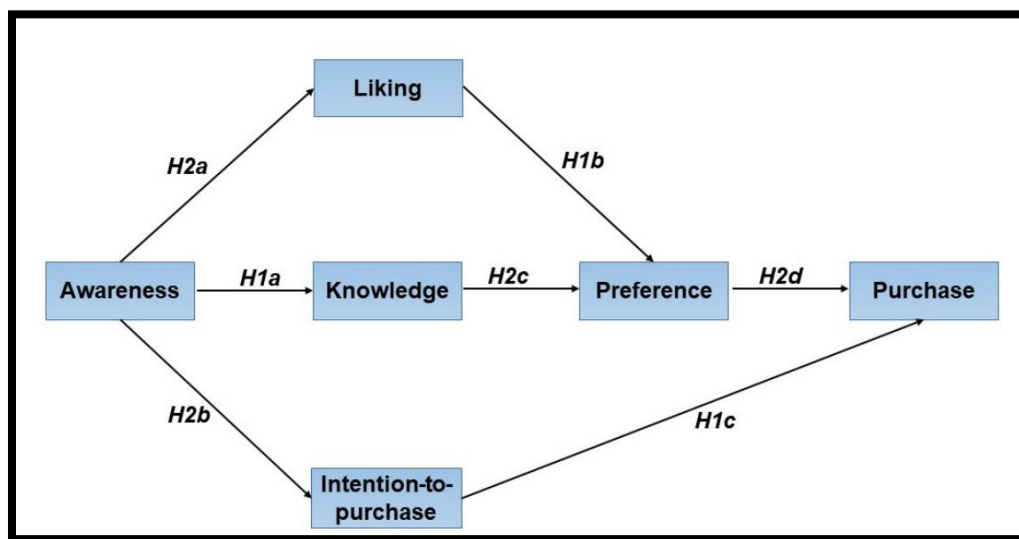 Liking
H2a
H1b
Awareness
H1a
Knowledge
H2c
Preference
H2d
Purchase
H2b
H1c
Intention-to-
purchase